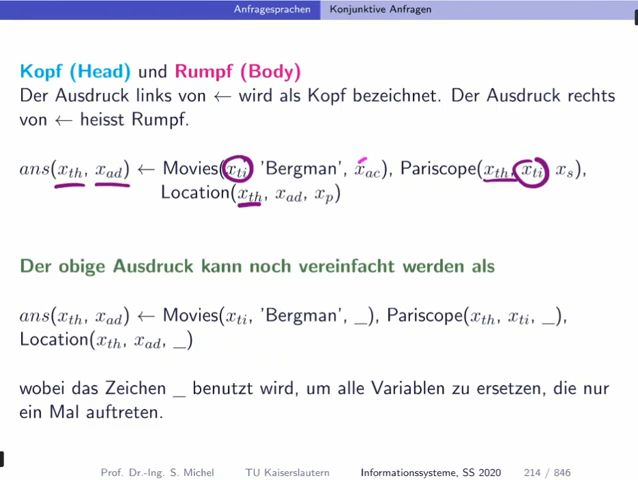 Anfragesprachen Konjunktive Anfragen
Kopf (Head) und Rumpf (Body)
Der Ausdruck links von ← wird als Kopf bezeichnet. Der Ausdruck rechts
von ← heisst Rumpf.
ans(x_th, x_ad) ← Movies(x_ti, 'Bergman', x_ac), Pariscope(x_th, x_ti, x_s),
Location(x_th, x_ad, x_p)
Der obige Ausdruck kann noch vereinfacht werden als
ans(x_th, x_ad) ← Movies(x_ti, 'Bergman', _), Pariscope(x_th, x_ti, _),
Location(x_th, x_ad, _)
wobei das Zeichen _ benutzt wird, um alle Variablen zu ersetzen, die nur
ein Mal auftreten.
Prof. Dr.-Ing. S. Michel TU Kaiserslautern Informationssysteme, SS 2020 214 / 846